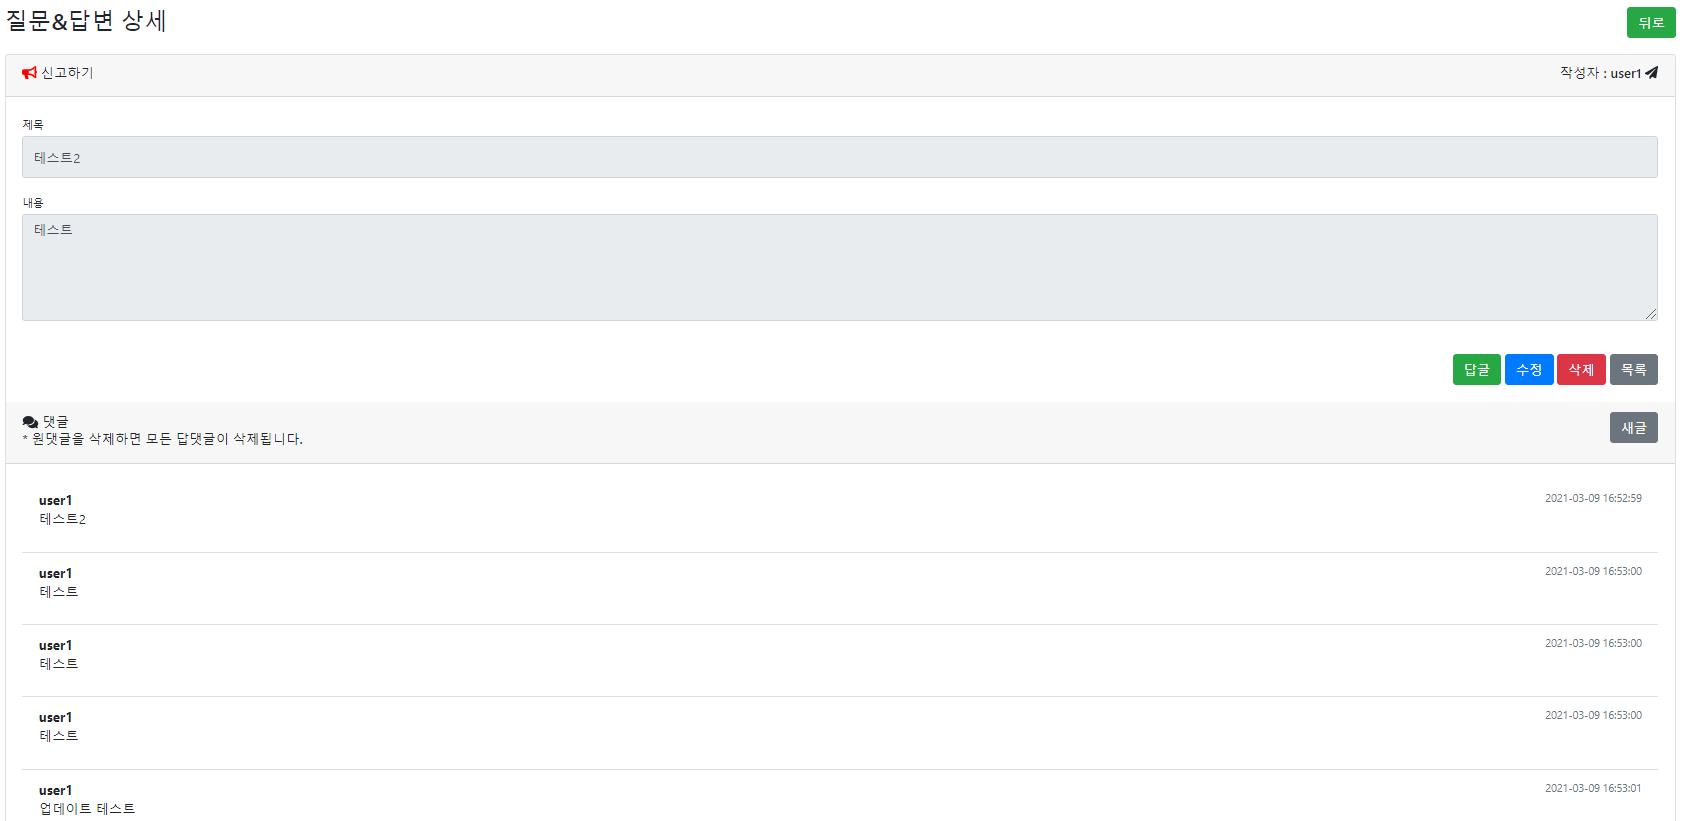 질문&답변 상세
뒤로
신고하기
작성자 : user1
제목
테스트2
내용
테스트
답글 수정 삭제 목록
댓글
* 원댓글을 삭제하면 모든 답댓글이 삭제됩니다.
새글
user1
2021-03-09 16:52:59
테스트2
user1
2021-03-09 16:53:00
테스트
user1
2021-03-09 16:53:00
테스트
user1
2021-03-09 16:53:00
테스트
user1
2021-03-09 16:53:01
업데이트 테스트